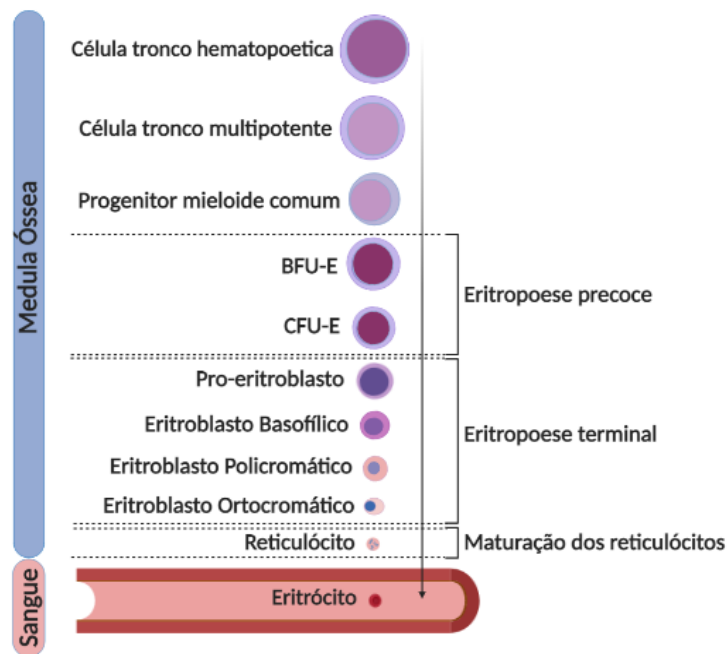 Célula tronco hematopoetica
Célula tronco multipotente
Progenitor mieloide comum
BFU-E
CFU-E
Eritropoese precoce
Pro-eritroblasto
Eritroblasto Basofílico
Eritroblasto Policromático
Eritroblasto Ortocromático
Eritropoese terminal
Reticulócito
Maturação dos reticulócitos
Eritrócito
Medula Óssea
Sangue